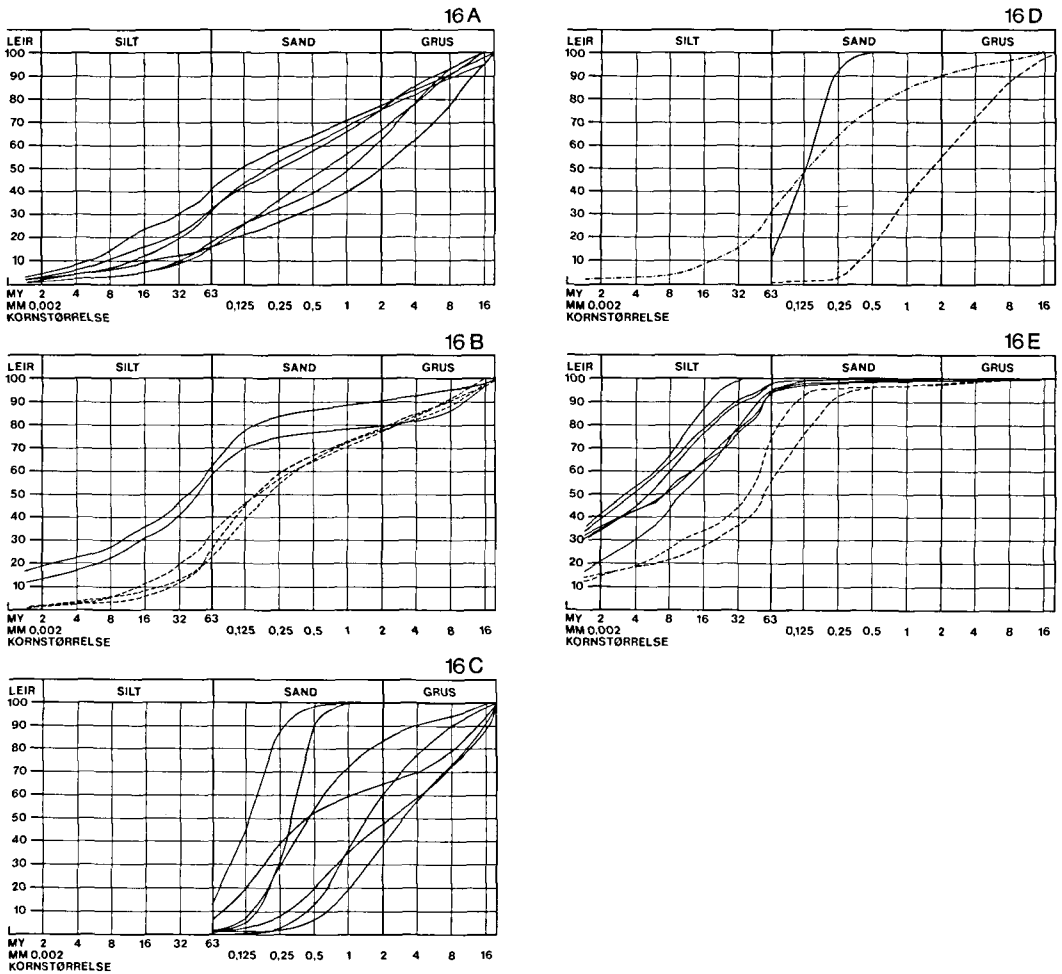 16A
LEIR SILT SAND GRUS
100
90
80
70
60
50
40
30
20
10
MY 2 4 8 16 32 63
MM 0,002 0,125 0,25 0,5 1 2 4 8 16
KORNSTØRRELSE
16B
LEIR SILT SAND GRUS
100
90
80
70
60
50
40
30
20
10
MY 2 4 8 16 32 63
MM 0,002 0,125 0,25 0,5 1 2 4 8 16
KORNSTØRRELSE
16C
LEIR SILT SAND GRUS
100
90
80
70
60
50
40
30
20
10
MY 2 4 8 16 32 63
MM 0,002 0,125 0,25 0,5 1 2 4 8 16
KORNSTØRRELSE
16D
LEIR SILT SAND GRUS
100
90
80
70
60
50
40
30
20
10
MY 2 4 8 16 32 63
MM 0,002 0,125 0,25 0,5 1 2 4 8 16
KORNSTØRRELSE
16E
LEIR SILT SAND GRUS
100
90
80
70
60
50
40
30
20
10
MY 2 4 8 16 32 63
MM 0,002 0,125 0,25 0,5 1 2 4 8 16
KORNSTØRRELSE